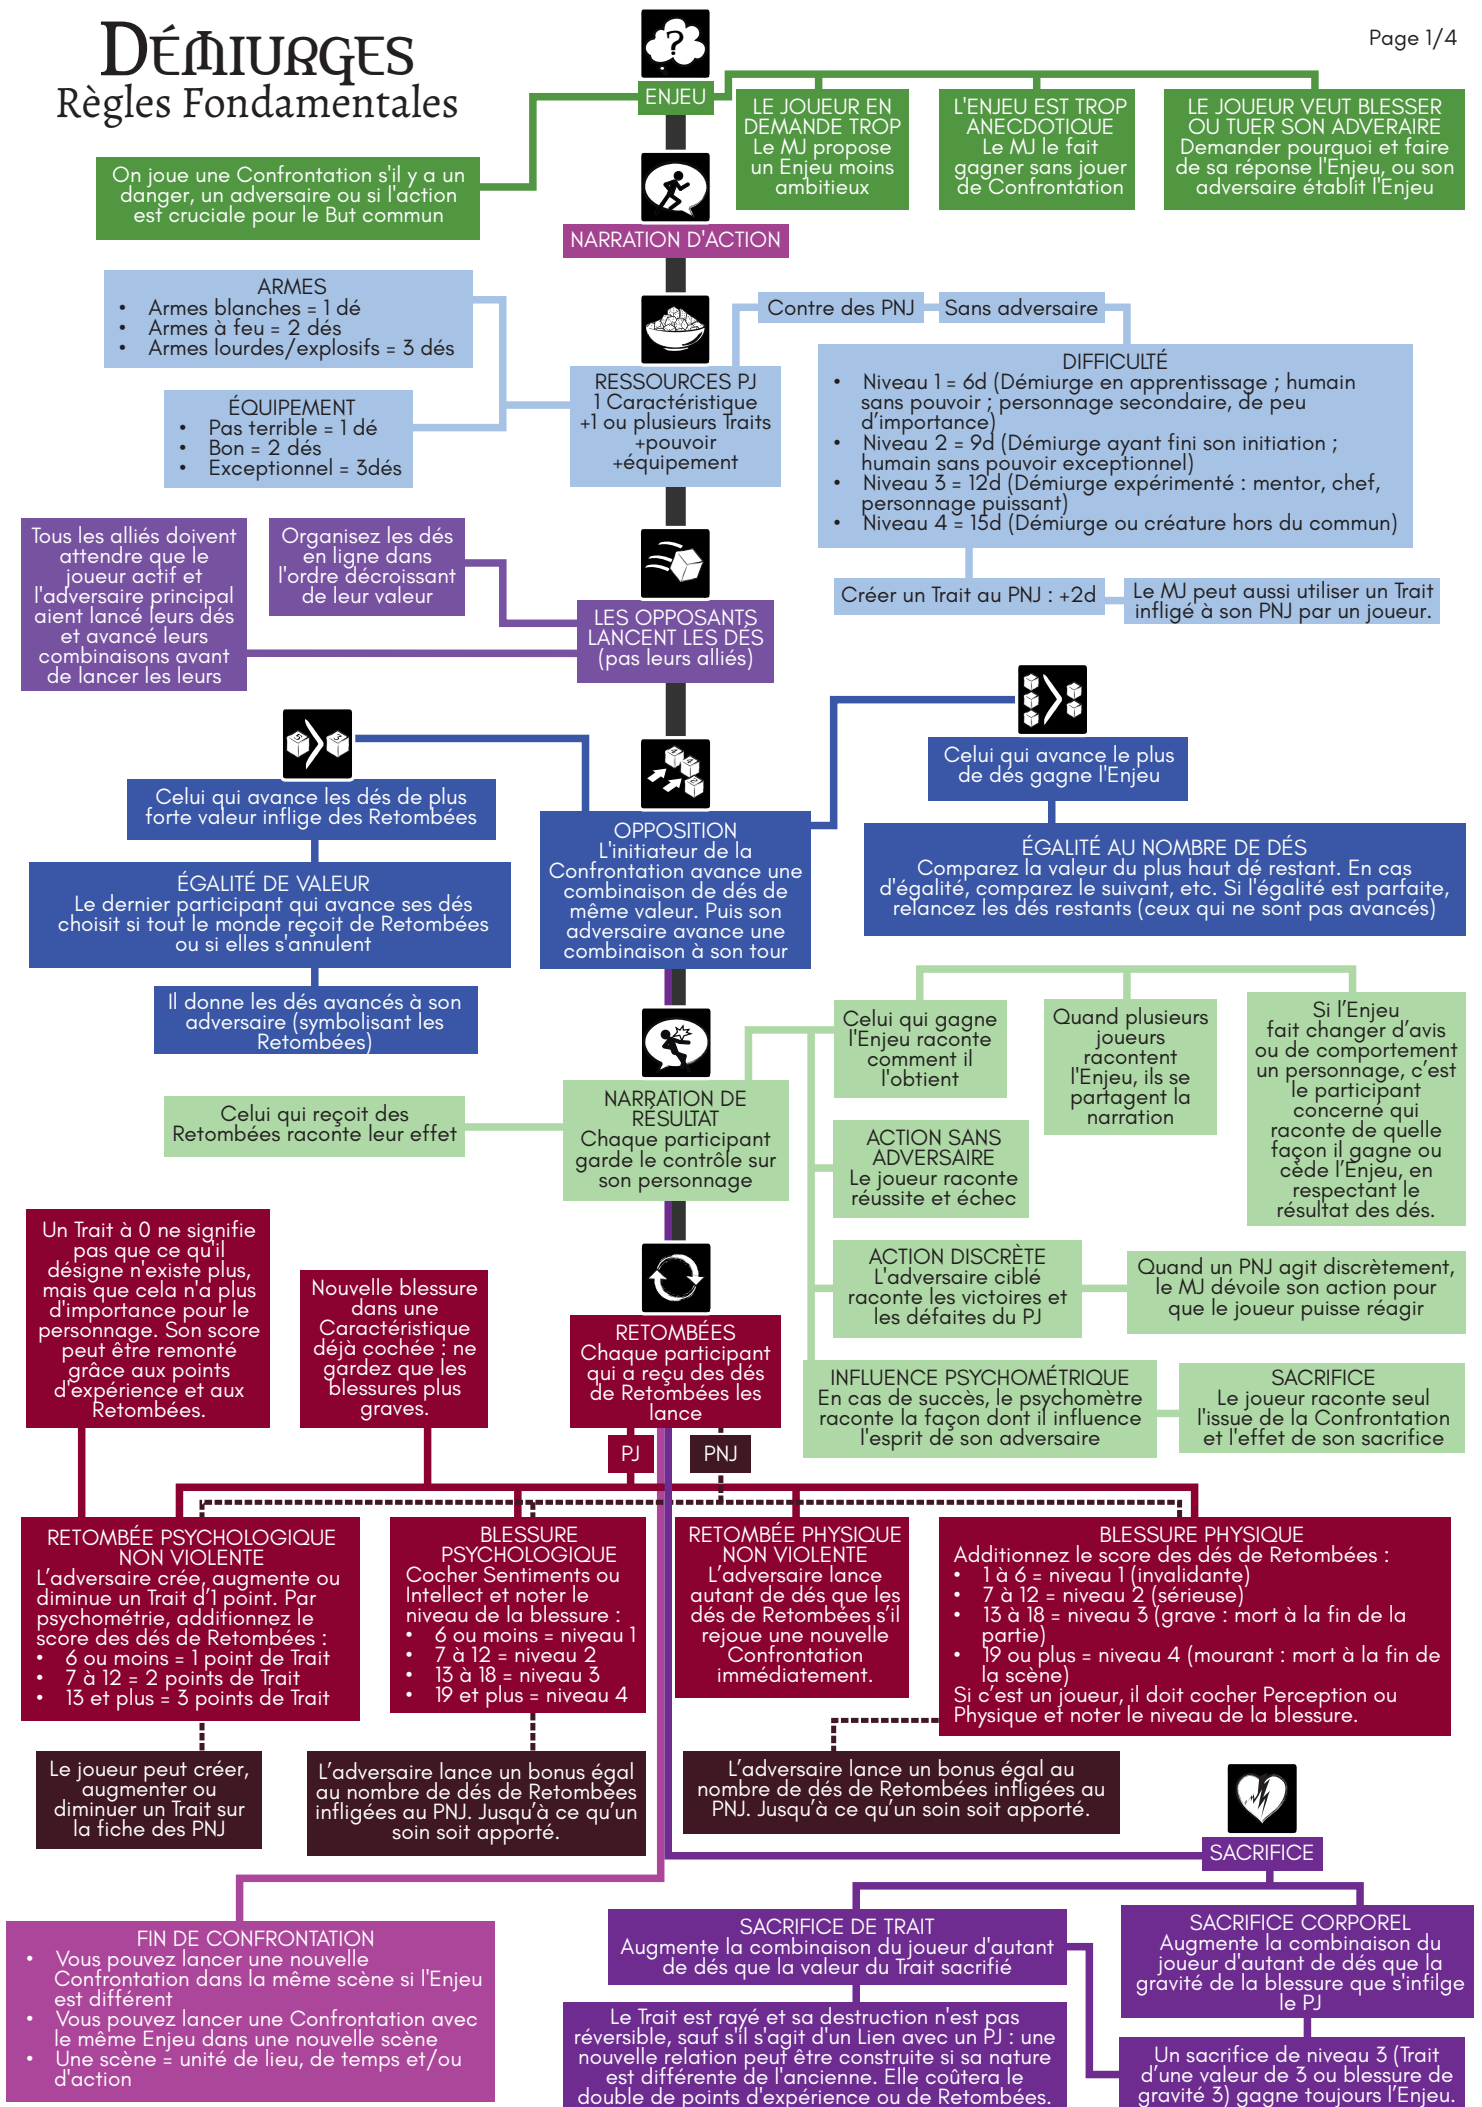 DÉMIURGES
Règles Fondamentales
Page 1/4
?
ENJEU
LE JOUEUR EN
DEMANDE TROP
Le MJ propose
un Enjeu moins
ambitieux
L'ENJEU EST TROP
ANECDOTIQUE
Le MJ le fait
gagner sans jouer
de Confrontation
LE JOUEUR VEUT BLESSER
OU TUER SON ADVERAIRE
Demander pourquoi et faire
de sa réponse l'Enjeu, ou son
adversaire établit l'Enjeu
On joue une Confrontation s'il y a un
danger, un adversaire ou si l'action
est cruciale pour le But commun
NARRATION D'ACTION
ARMES
• Armes blanches = 1 dé
• Armes à feu = 2 dés
• Armes lourdes/explosifs = 3 dés
ÉQUIPEMENT
• Pas terrible = 1 dé
• Bon = 2 dés
• Exceptionnel = 3dés
RESSOURCES PJ
1 Caractéristique
+1 ou plusieurs Traits
+pouvoir
+équipement
Contre des PNJ
Sans adversaire
DIFFICULTÉ
• Niveau 1 = 6d (Démiurge en apprentissage ; humain
sans pouvoir ; personnage secondaire, de peu
d’importance)
• Niveau 2 = 9d (Démiurge ayant fini son initiation ;
humain sans pouvoir exceptionnel)
• Niveau 3 = 12d (Démiurge expérimenté : mentor, chef,
personnage puissant)
• Niveau 4 = 15d (Démiurge ou créature hors du commun)
Créer un Trait au PNJ : +2d
Le MJ peut aussi utiliser un Trait
infligé à son PNJ par un joueur.
Tous les alliés doivent
attendre que le
joueur actif et
l'adversaire principal
aient lancé leurs dés
et avancé leurs
combinaisons avant
de lancer les leurs
Organisez les dés
en ligne dans
l'ordre décroissant
de leur valeur
LES OPPOSANTS
LANCENT LES DÉS
(pas leurs alliés)
Celui qui avance les dés de plus
forte valeur inflige des Retombées
ÉGALITÉ DE VALEUR
Le dernier participant qui avance ses dés
choisit si tout le monde reçoit de Retombées
ou si elles s'annulent
Il donne les dés avancés à son
adversaire (symbolisant les
Retombées)
OPPOSITION
L'initiateur de la
Confrontation avance une
combinaison de dés de
même valeur. Puis son
adversaire avance une
combinaison à son tour
Celui qui avance le plus
de dés gagne l'Enjeu
ÉGALITÉ AU NOMBRE DE DÉS
Comparez la valeur du plus haut dé restant. En cas
d'égalité, comparez le suivant, etc. Si l'égalité est parfaite,
relancez les dés restants (ceux qui ne sont pas avancés)
Celui qui reçoit des
Retombées raconte leur effet
NARRATION DE
RÉSULTAT
Chaque participant
garde le contrôle sur
son personnage
Celui qui gagne
l'Enjeu raconte
comment il
l'obtient
Quand plusieurs
joueurs
racontent
l'Enjeu, ils se
partagent la
narration
Si l’Enjeu
fait changer d’avis
ou de comportement
un personnage, c’est
le participant
concerné qui
raconte de quelle
façon il gagne ou
cède l’Enjeu, en
respectant le
résultat des dés.
ACTION SANS
ADVERSAIRE
Le joueur raconte
réussite et échec
ACTION DISCRÈTE
L'adversaire ciblé
raconte les victoires et
les défaites du PJ
Quand un PNJ agit discrètement,
le MJ dévoile son action pour
que le joueur puisse réagir
INFLUENCE PSYCHOMÉTRIQUE
En cas de succès, le psychomètre
raconte la façon dont il influence
l'esprit de son adversaire
SACRIFICE
Le joueur raconte seul
l'issue de la Confrontation
et l'effet de son sacrifice
Un Trait à 0 ne signifie
pas que ce qu'il
désigne n'existe plus,
mais que cela n'a plus
d'importance pour le
personnage. Son score
peut être remonté
grâce aux points
d'expérience et aux
Retombées.
Nouvelle blessure
dans une
Caractéristique
déjà cochée : ne
gardez que les
blessures plus
graves.
RETOMBÉES
Chaque participant
qui a reçu des dés
de Retombées les
lance
PJ
PNJ
RETOMBÉE PSYCHOLOGIQUE
NON VIOLENTE
L’adversaire crée, augmente ou
diminue un Trait d’1 point. Par
psychométrie, additionnez le
score des dés de Retombées :
• 6 ou moins = 1 point de Trait
• 7 à 12 = 2 points de Trait
• 13 et plus = 3 points de Trait
BLESSURE
PSYCHOLOGIQUE
Cocher Sentiments ou
Intellect et noter le
niveau de la blessure :
• 6 ou moins = niveau 1
• 7 à 12 = niveau 2
• 13 à 18 = niveau 3
• 19 et plus = niveau 4
RETOMBÉE PHYSIQUE
NON VIOLENTE
L’adversaire lance
autant de dés que les
dés de Retombées s’il
rejoue une nouvelle
Confrontation
immédiatement.
BLESSURE PHYSIQUE
Additionnez le score des dés de Retombées :
• 1 à 6 = niveau 1 (invalidante)
• 7 à 12 = niveau 2 (sérieuse)
• 13 à 18 = niveau 3 (grave : mort à la fin de la
partie)
• 19 ou plus = niveau 4 (mourant : mort à la fin de
la scène)
Si c’est un joueur, il doit cocher Perception ou
Physique et noter le niveau de la blessure.
Le joueur peut créer,
augmenter ou
diminuer un Trait sur
la fiche des PNJ
L’adversaire lance un bonus égal
au nombre de dés de Retombées
infligées au PNJ. Jusqu’à ce qu’un
soin soit apporté.
L’adversaire lance un bonus égal au
nombre de dés de Retombées infligées au
PNJ. Jusqu’à ce qu’un soin soit apporté.
SACRIFICE
FIN DE CONFRONTATION
• Vous pouvez lancer une nouvelle
Confrontation dans la même scène si l'Enjeu
est différent
• Vous pouvez lancer une Confrontation avec
le même Enjeu dans une nouvelle scène
• Une scène = unité de lieu, de temps et/ou
d'action
SACRIFICE DE TRAIT
Augmente la combinaison du joueur d'autant
de dés que la valeur du Trait sacrifié
Le Trait est rayé et sa destruction n'est pas
réversible, sauf s'il s'agit d'un Lien avec un PJ : une
nouvelle relation peut être construite si sa nature
est différente de l'ancienne. Elle coûtera le
double de points d'expérience ou de Retombées.
SACRIFICE CORPOREL
Augmente la combinaison du
joueur d'autant de dés que la
gravité de la blessure que s'infilge
le PJ
Un sacrifice de niveau 3 (Trait
d’une valeur de 3 ou blessure de
gravité 3) gagne toujours l’Enjeu.